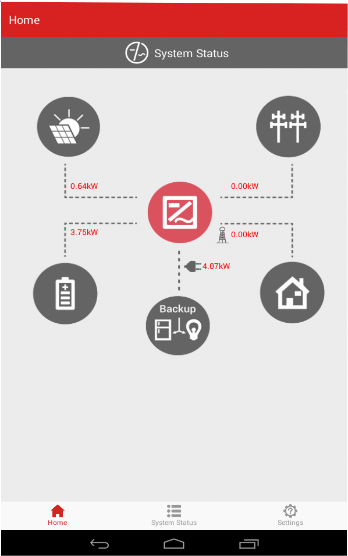 Home
System Status
0.64kW
0.00kW
3.75kW
0.00kW
4.07kW
Backup
Home
System Status
Settings